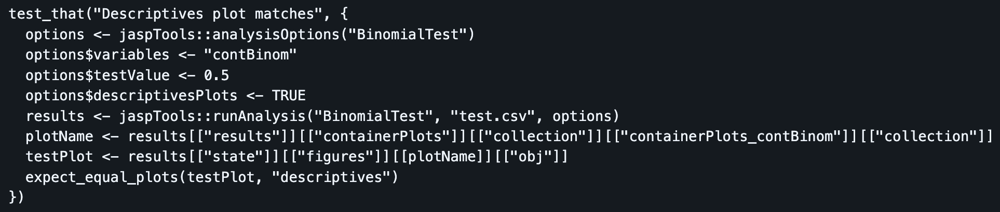 test_that("Descriptives plot matches", {
  options <- jaspTools::analysisOptions("BinomialTest")
  options$variables <- "contBinom"
  options$testValue <- 0.5
  options$descriptivesPlots <- TRUE
  results <- jaspTools::runAnalysis("BinomialTest", "test.csv", options)
  plotName <- results[["results"]][["containerPlots"]][["collection"]][["containerPlots_contBinom"]][["collection"]]
  testPlot <- results[["state"]][["figures"]][[plotName]][["obj"]]
  expect_equal_plots(testPlot, "descriptives")
})